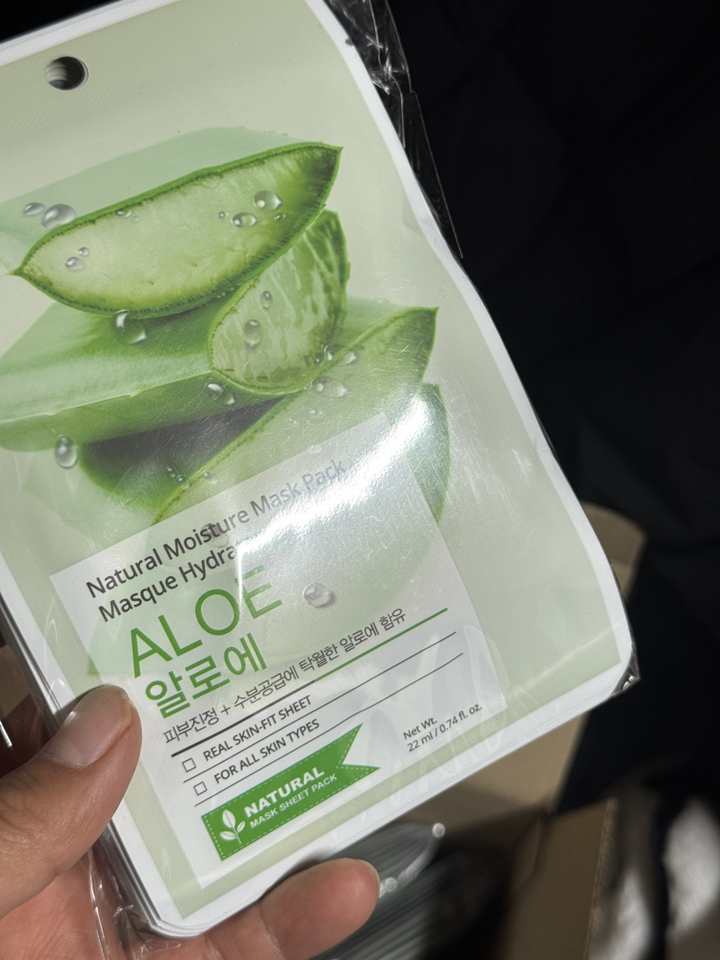 Natural Moisture Mask Pack
Masque
ALOE
알로에
피부진정 + 수분공급에 탁월한 알로에 함유
REAL SKIN-FIT SHEET
FOR ALL SKIN TYPES
Net Wt.
22 ml / 0.74 fl. oz.
NATURAL
MASK SHEET PACK